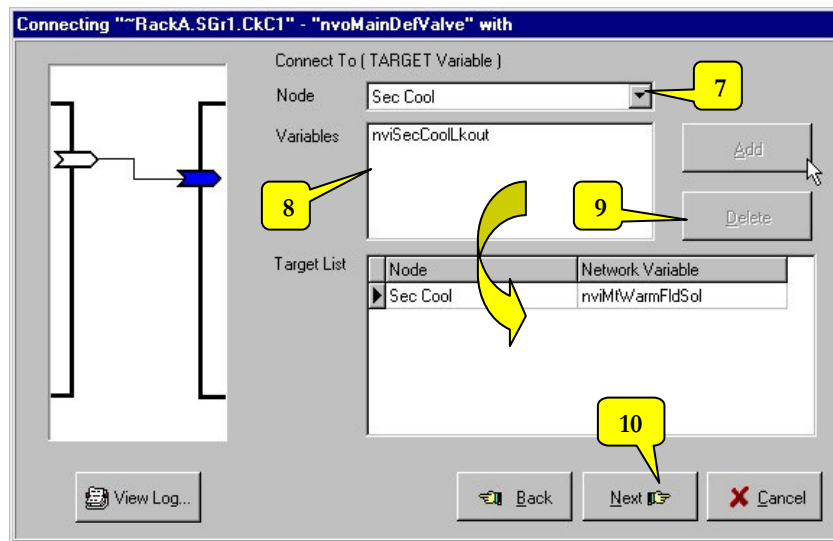 Connecting "~RackA.SGr1.CkC1" - "nvoMainDefValve" with
Connect To ( TARGET Variable )
Node
Sec Cool
7
Variables
nviSecCoolLkout
Add
8
9
Delete
Target List
Node
Network Variable
Sec Cool
nviMtWarmFldSol
10
View Log...
Back
Next
Cancel